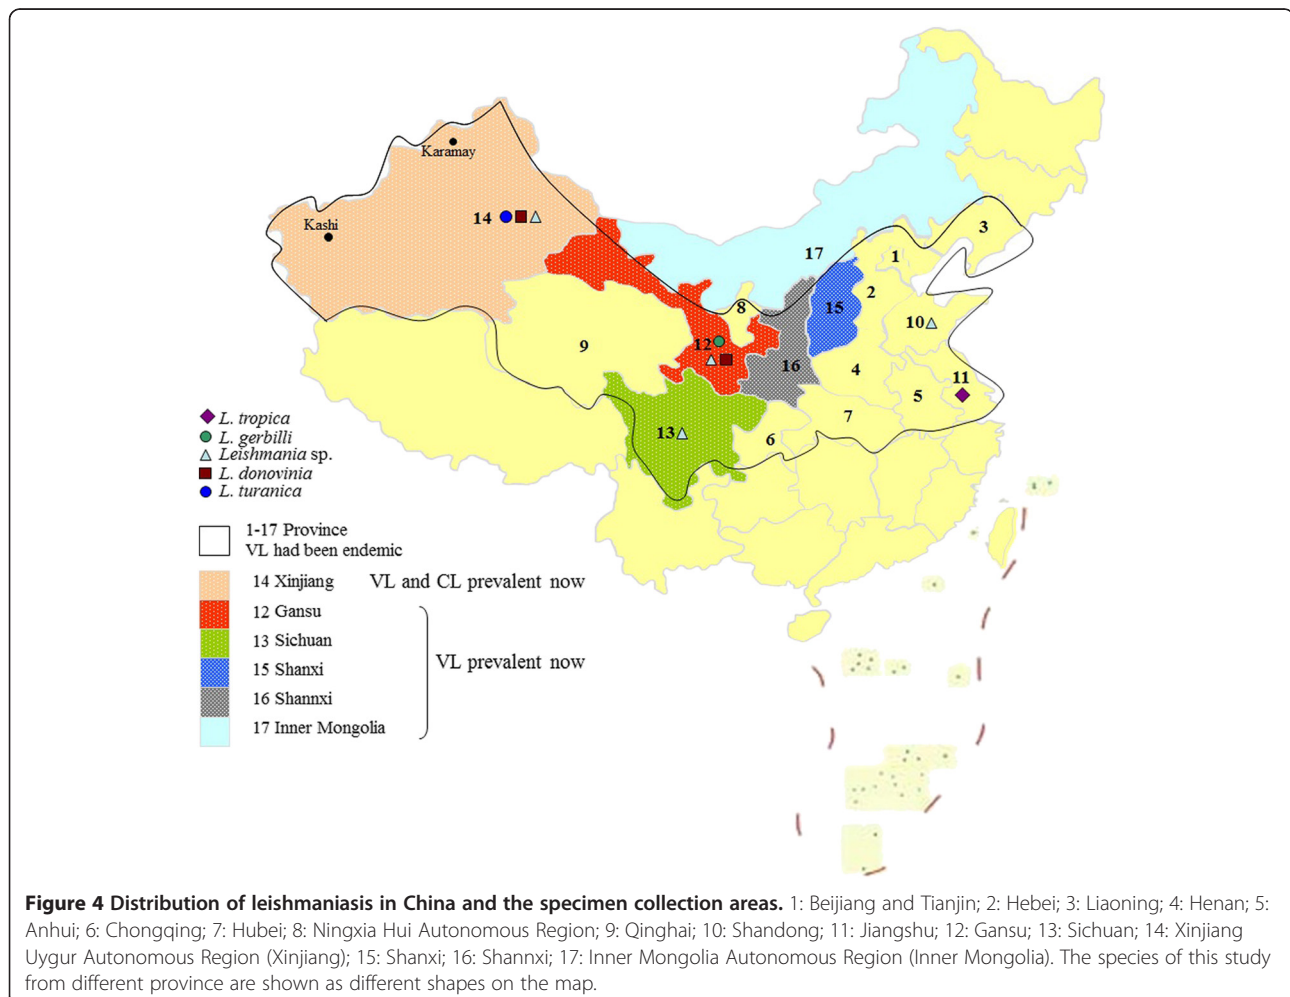 Karamay
Kashi
14
17
3
1
2
8
15
10
12
9
16
4
11
5
7
13
6
L. tropica
L. gerbilli
Leishmania sp.
L. donovinia
L. turanica
1-17 Province
VL had been endemic
14 Xinjiang VL and CL prevalent now
12 Gansu
13 Sichuan
15 Shanxi VL prevalent now
16 Shannxi
17 Inner Mongolia
Figure 4 Distribution of leishmaniasis in China and the specimen collection areas. 1: Beijiang and Tianjin; 2: Hebei; 3: Liaoning; 4: Henan; 5:
Anhui; 6: Chongqing; 7: Hubei; 8: Ningxia Hui Autonomous Region; 9: Qinghai; 10: Shandong; 11: Jiangshu; 12: Gansu; 13: Sichuan; 14: Xinjiang
Uygur Autonomous Region (Xinjiang); 15: Shanxi; 16: Shannxi; 17: Inner Mongolia Autonomous Region (Inner Mongolia). The species of this study
from different province are shown as different shapes on the map.